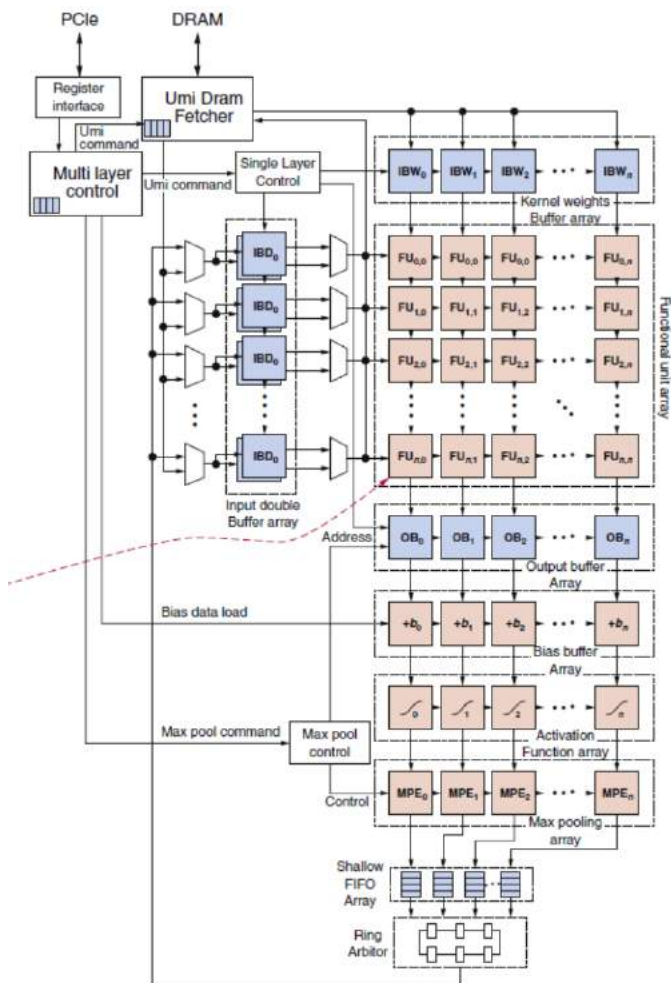 PCIe
DRAM
Register
interface
Umi Dram
Fetcher
Umi
command
Multi layer
control
Umi command
Single Layer
Control
IBW0 IBW1 IBW2 IBWn
Kernel weights
Buffer array
IBD0
IBD0
IBD0
IBD0
Input double
Buffer array
FU0,0 FU0,1 FU0,0 FU0,n
FU1,0 FU1,1 FU1,2 FU1,n
FU2,0 FU2,1 FU2,2 FU2,n
FUn,0 FUn,1 FUn,2 FUn,n
Functional unit array
Address
OB0 OB1 OB2 OBn
Output buffer
Array
Bias data load
+b0 +b1 +b2 +bn
Bias buffer
Array
0 1 2 n
Activation
Function array
Max pool command
Max pool
control
Control
MPE0 MPE1 MPE2 MPEn
Max pooling
array
Shallow
FIFO
Array
Ring
Arbitor